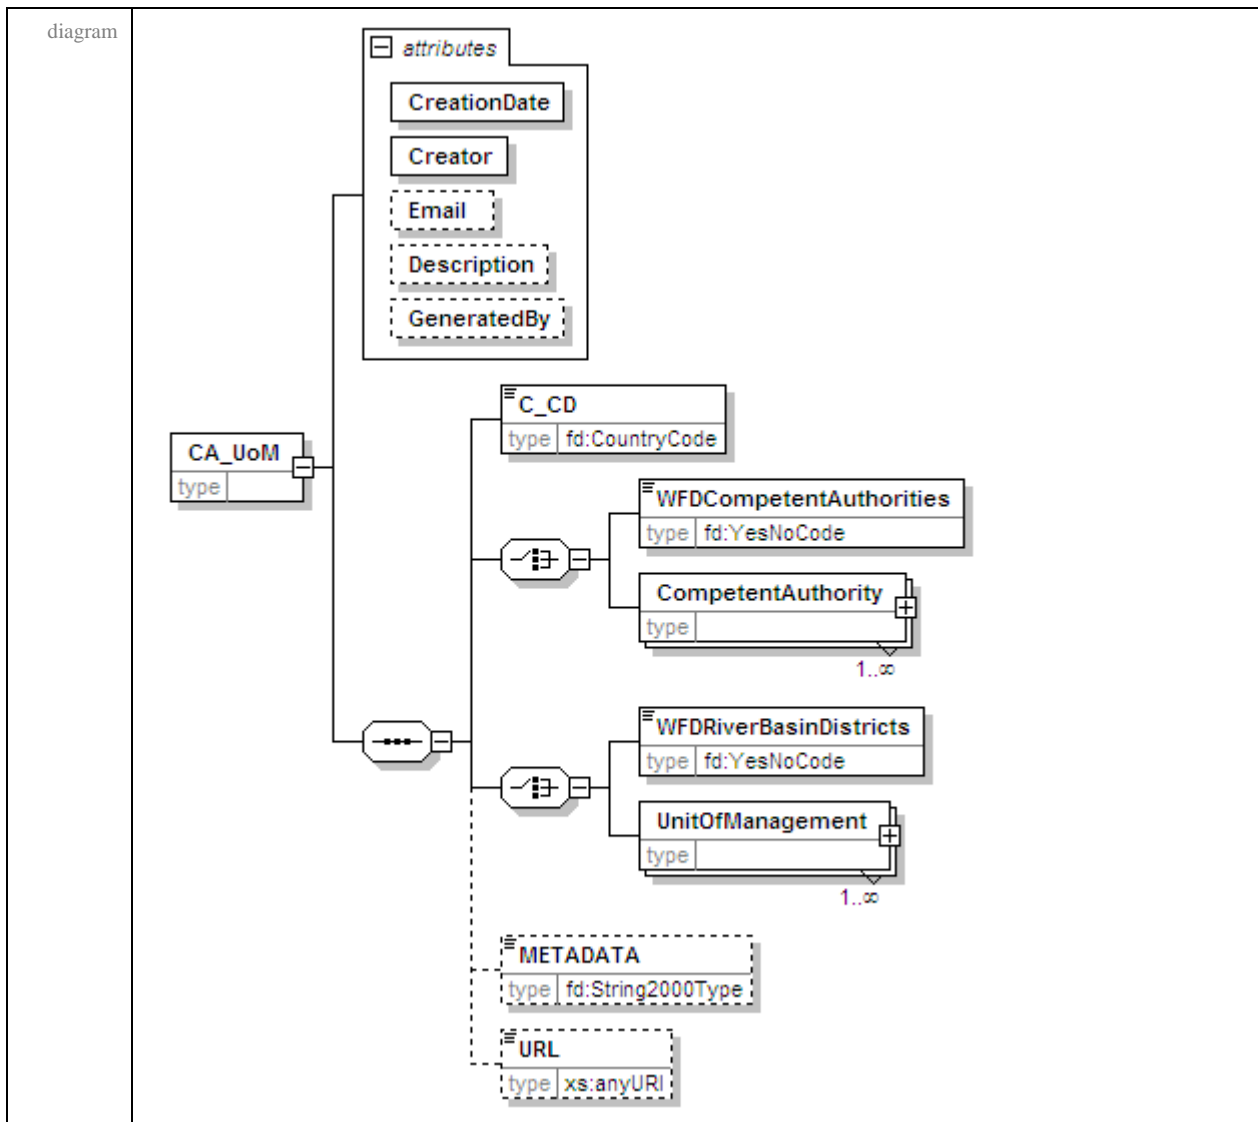 diagram
attributes
CreationDate
Creator
Email
Description
GeneratedBy
C_CD
type fd:CountryCode
CA_UoM
type
WFDCompetentAuthorities
type fd:YesNoCode
CompetentAuthority
type
1..∞
WFDRiverBasinDistricts
type fd:YesNoCode
UnitOfManagement
type
1..∞
METADATA
type fd:String2000Type
URL
type xs:anyURI